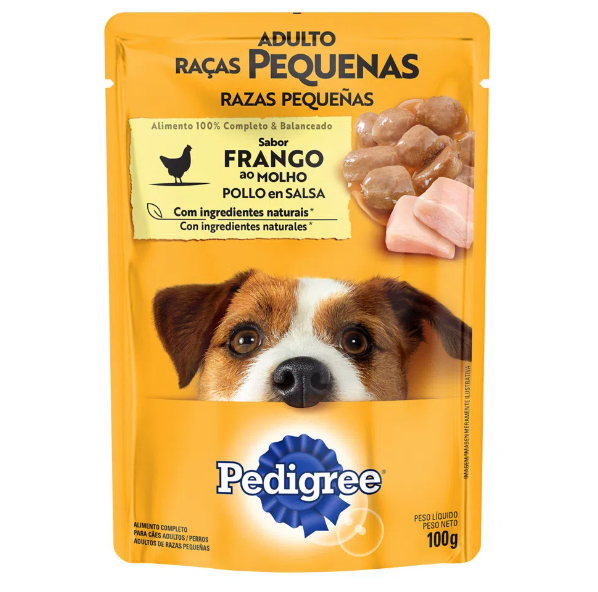 ADULTO
RAÇAS PEQUENAS
RAZAS PEQUEÑAS
Alimento 100% Completo & Balanceado
Sabor
FRANGO
ao MOLHO
POLLO en SALSA
Com ingredientes naturais*
Con ingredientes naturales*
IMAGEM/IMAGEN MERAMENTE ILUSTRATIVA
Pedigree®
ALIMENTO COMPLETO
PARA CÃES ADULTOS / PERROS
ADULTOS DE RAZAS PEQUEÑAS
PESO LÍQUIDO
PESO NETO
100g